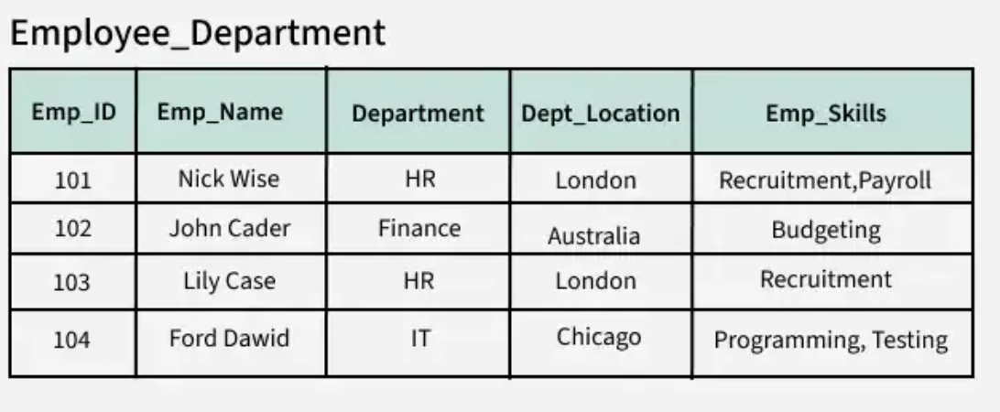 Employee_Department
Emp_ID Emp_Name Department Dept_Location Emp_Skills
101 Nick Wise HR London Recruitment,Payroll
102 John Cader Finance Australia Budgeting
103 Lily Case HR London Recruitment
104 Ford Dawid IT Chicago Programming, Testing